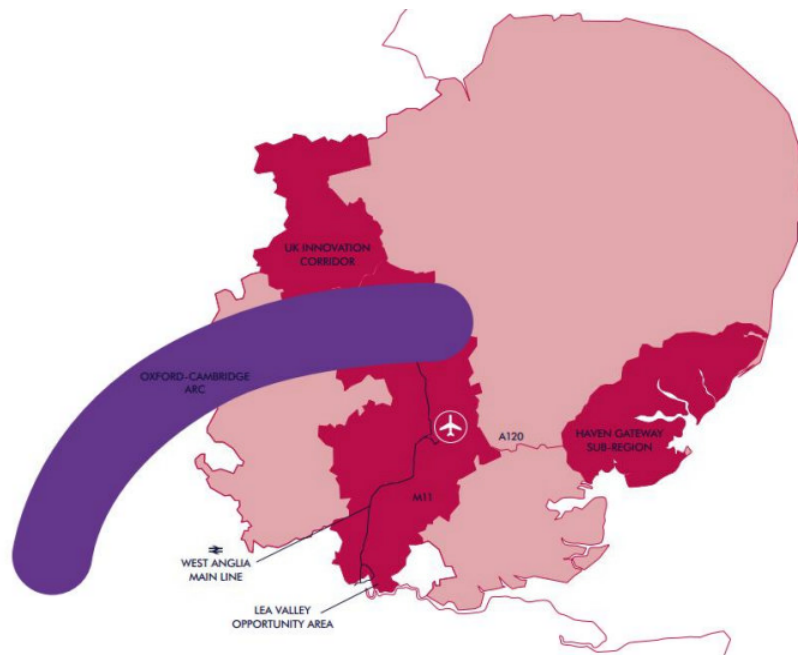 UK INNOVATION
CORRIDOR
OXFORD-CAMBRIDGE
ARC
A120
HAVEN GATEWAY
SUB-REGION
M11
WEST ANGLIA
MAIN LINE
LEA VALLEY
OPPORTUNITY AREA